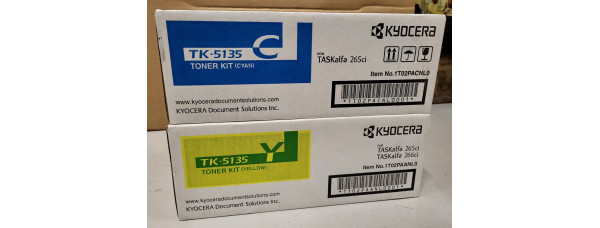 TK-5135 C
TONER KIT (CYAN)
www.kyoceradocumentsolutions.com
KYOCERA Document Solutions Inc.
KYOCERA
FOR
TASKalfa 265ci
Item No.1T02PACNL0
*1T02PACNL0001*
TK-5135 Y
TONER KIT (YELLOW)
www.kyoceradocumentsolutions.com
KYOCERA Document Solutions Inc.
KYOCERA
FOR
TASKalfa 265ci
TASKalfa 266ci
Item No.1T02PAANL0
*1T02PAANL0001*